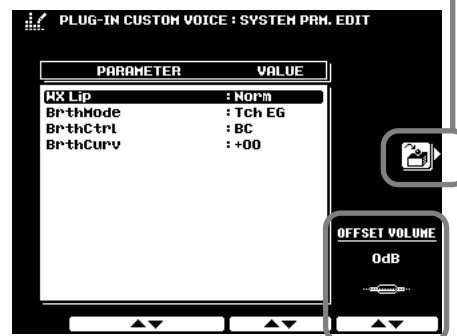 PLUG-IN CUSTOM VOICE : SYSTEM PRM. EDIT
PARAMETER VALUE
WX Lip : Norm
BrthMode : Tch EG
BrthCtrl : BC
BrthCurv : +00
OFFSET VOLUME
0dB